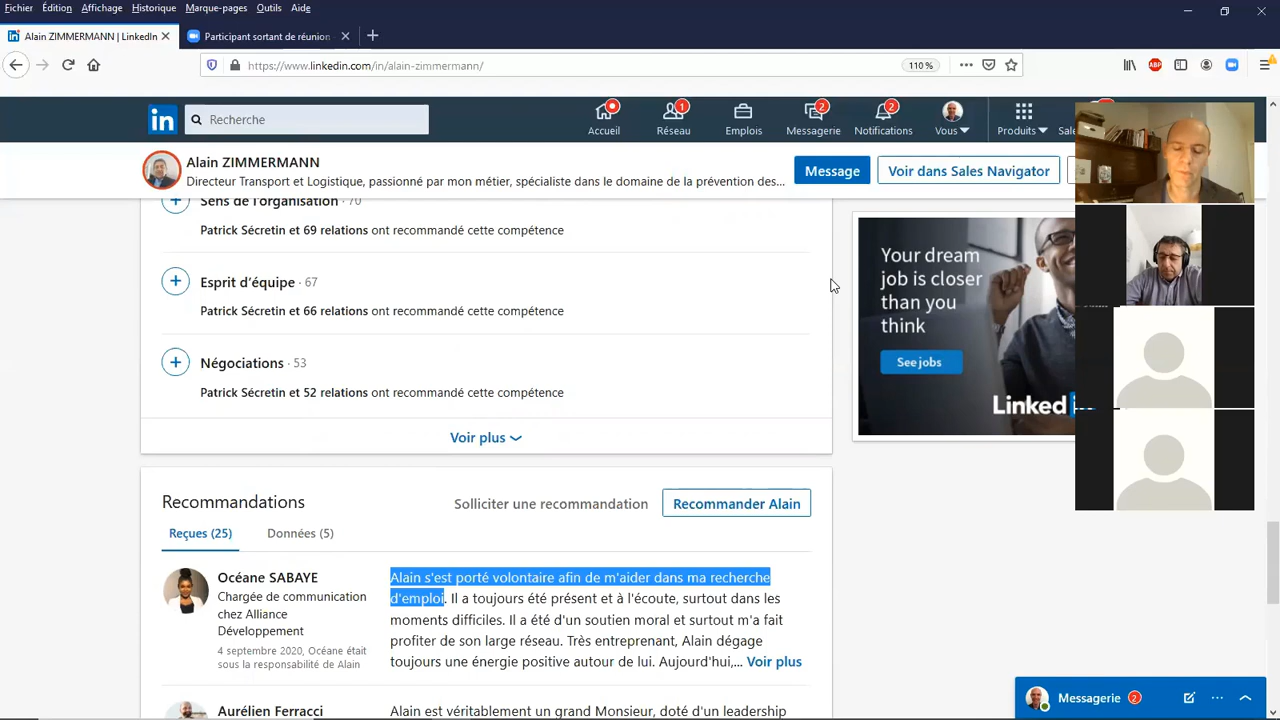 Fichier Édition Affichage Historique Marque-pages Outils Aide
Alain ZIMMERMANN | LinkedIn
Participant sortant de réunion
https://www.linkedin.com/in/alain-zimmermann/
110 %
ABP
in
Recherche
Accueil
1
Réseau
Emplois
2
Messagerie
2
Notifications
Vous
Produits
Alain ZIMMERMANN
Directeur Transport et Logistique, passionné par mon métier, spécialiste dans le domaine de la prévention des...
Message
Voir dans Sales Navigator
Sens de l'organisation · 70
Patrick Sécretin et 69 relations ont recommandé cette compétence
Esprit d'équipe · 67
Patrick Sécretin et 66 relations ont recommandé cette compétence
Négociations · 53
Patrick Sécretin et 52 relations ont recommandé cette compétence
Voir plus
Your dream
job is closer
than you
think
See jobs
Linked
Recommandations
Solliciter une recommandation
Recommander Alain
Reçues (25)
Données (5)
Océane SABAYE
Chargée de communication
chez Alliance
Développement
4 septembre 2020, Océane était
sous la responsabilité de Alain
Alain s'est porté volontaire afin de m'aider dans ma recherche
d'emploi. Il a toujours été présent et à l'écoute, surtout dans les
moments difficiles. Il a été d'un soutien moral et surtout m'a fait
profiter de son large réseau. Très entreprenant, Alain dégage
toujours une énergie positive autour de lui. Aujourd'hui,... Voir plus
Aurélien Ferracci
Alain est véritablement un grand Monsieur, doté d'un leadership
Messagerie 2